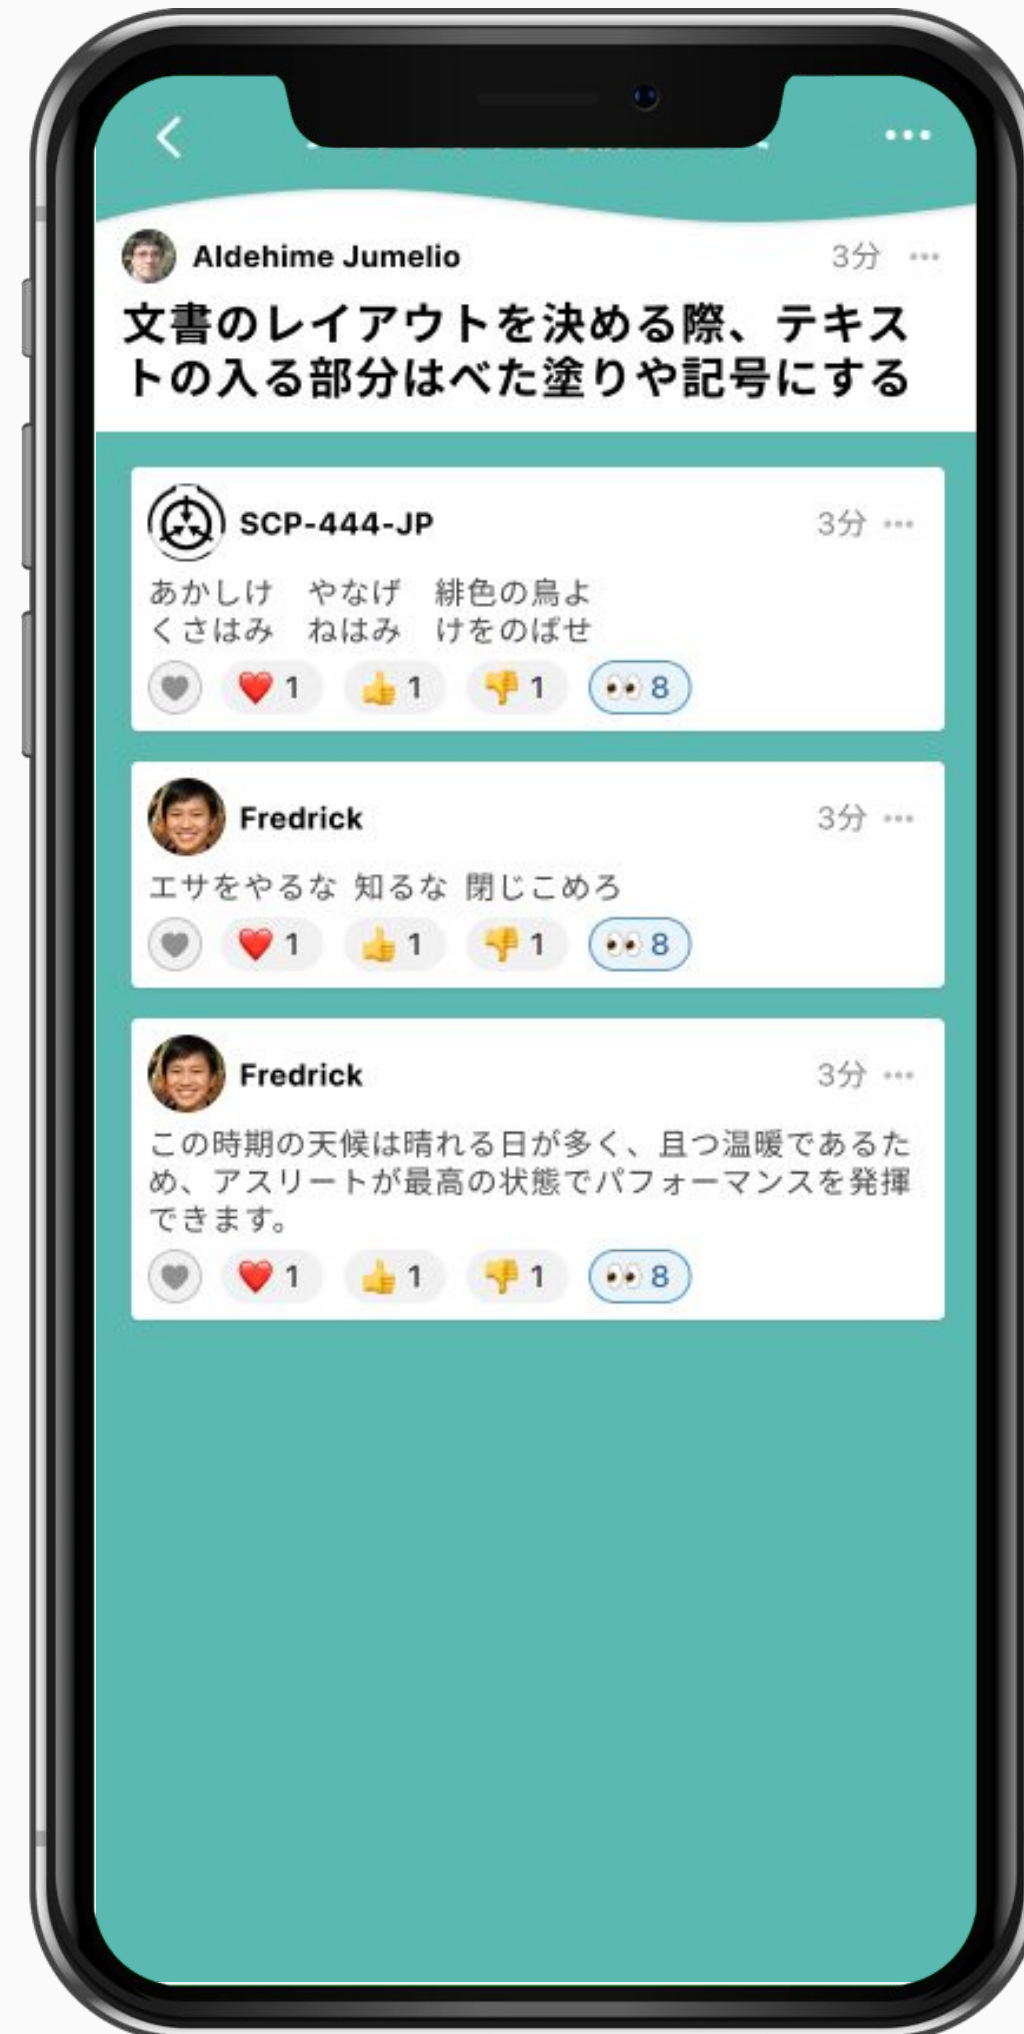 Aldehime Jumelio 3分
文書のレイアウトを決める際、テキス
トの入る部分はべた塗りや記号にする
SCP-444-JP 3分
あかしけ　やなげ　緋色の鳥よ
くさはみ　ねはみ　けをのばせ
1 1 1 8
Fredrick 3分
エサをやるな 知るな 閉じこめろ
1 1 1 8
Fredrick 3分
この時期の天候は晴れる日が多く、且つ温暖であるた
め、アスリートが最高の状態でパフォーマンスを発揮
できます。
1 1 1 8